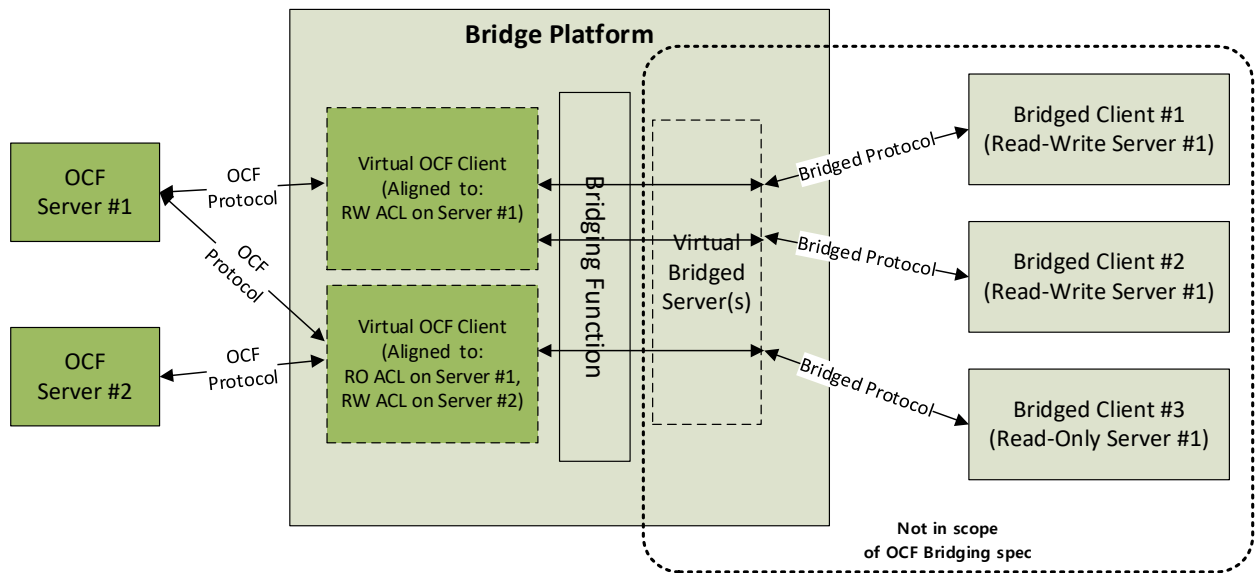 Bridge Platform
OCF
Server #1
OCF
Protocol
OCF
Protocol
OCF
Server #2
OCF
Protocol
Virtual OCF Client
(Aligned to:
RW ACL on Server #1)
Virtual OCF Client
(Aligned to:
RO ACL on Server #1,
RW ACL on Server #2)
Bridging Function
Virtual
Bridged
Server(s)
Bridged Protocol
Bridged Protocol
Bridged Protocol
Bridged Client #1
(Read-Write Server #1)
Bridged Client #2
(Read-Write Server #1)
Bridged Client #3
(Read-Only Server #1)
Not in scope
of OCF Bridging spec